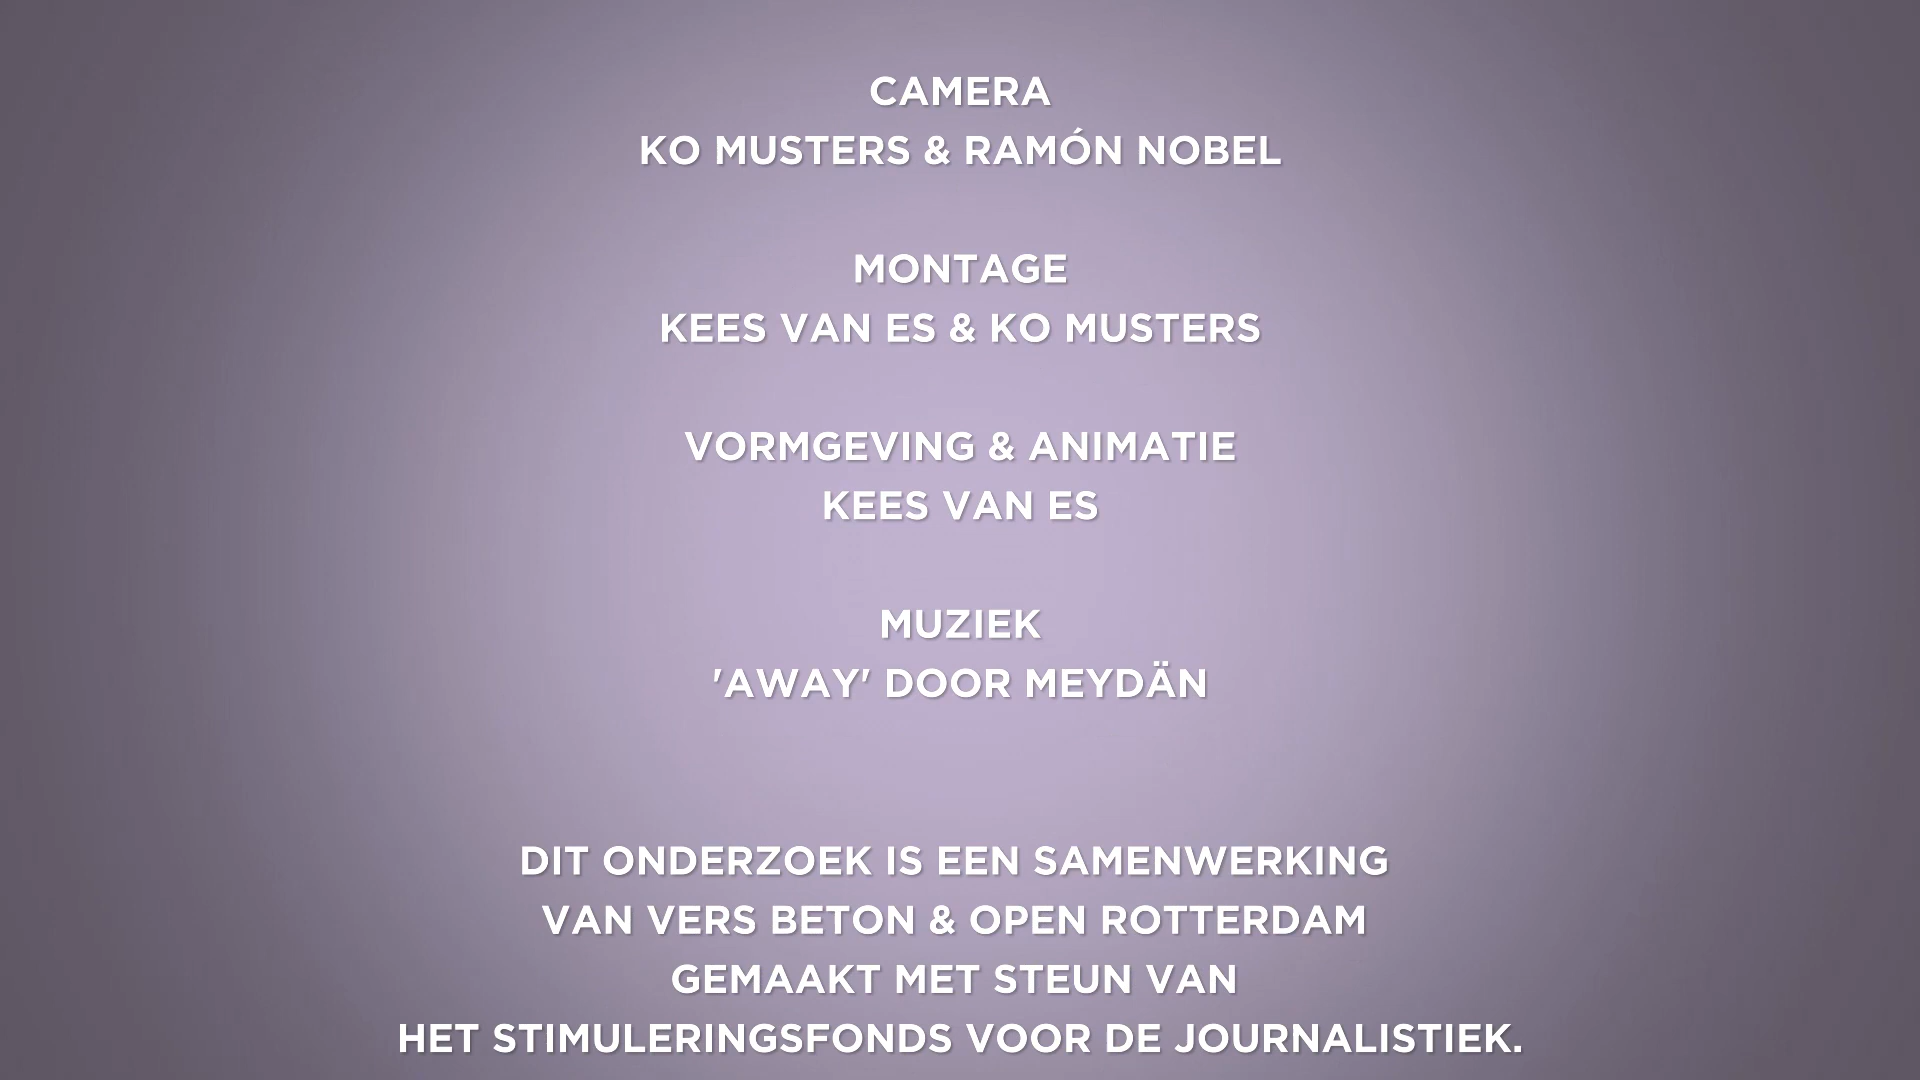 CAMERA
KO MUSTERS & RAMÓN NOBEL
MONTAGE
KEES VAN ES & KO MUSTERS
VORMGEVING & ANIMATIE
KEES VAN ES
MUZIEK
'AWAY' DOOR MEYDÄN
DIT ONDERZOEK IS EEN SAMENWERKING
VAN VERS BETON & OPEN ROTTERDAM
GEMAAKT MET STEUN VAN
HET STIMULERINGSFONDS VOOR DE JOURNALISTIEK.